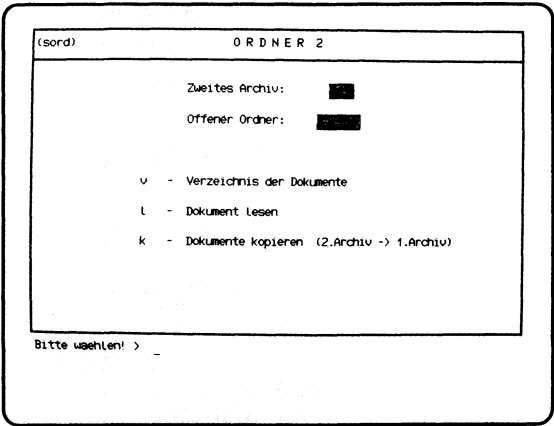 (sord) O R D N E R 2
Zweites Archiv:
Offener Ordner:
v - Verzeichnis der Dokumente
l - Dokument lesen
k - Dokumente kopieren (2.Archiv -> 1.Archiv)
Bitte waehlen! > _